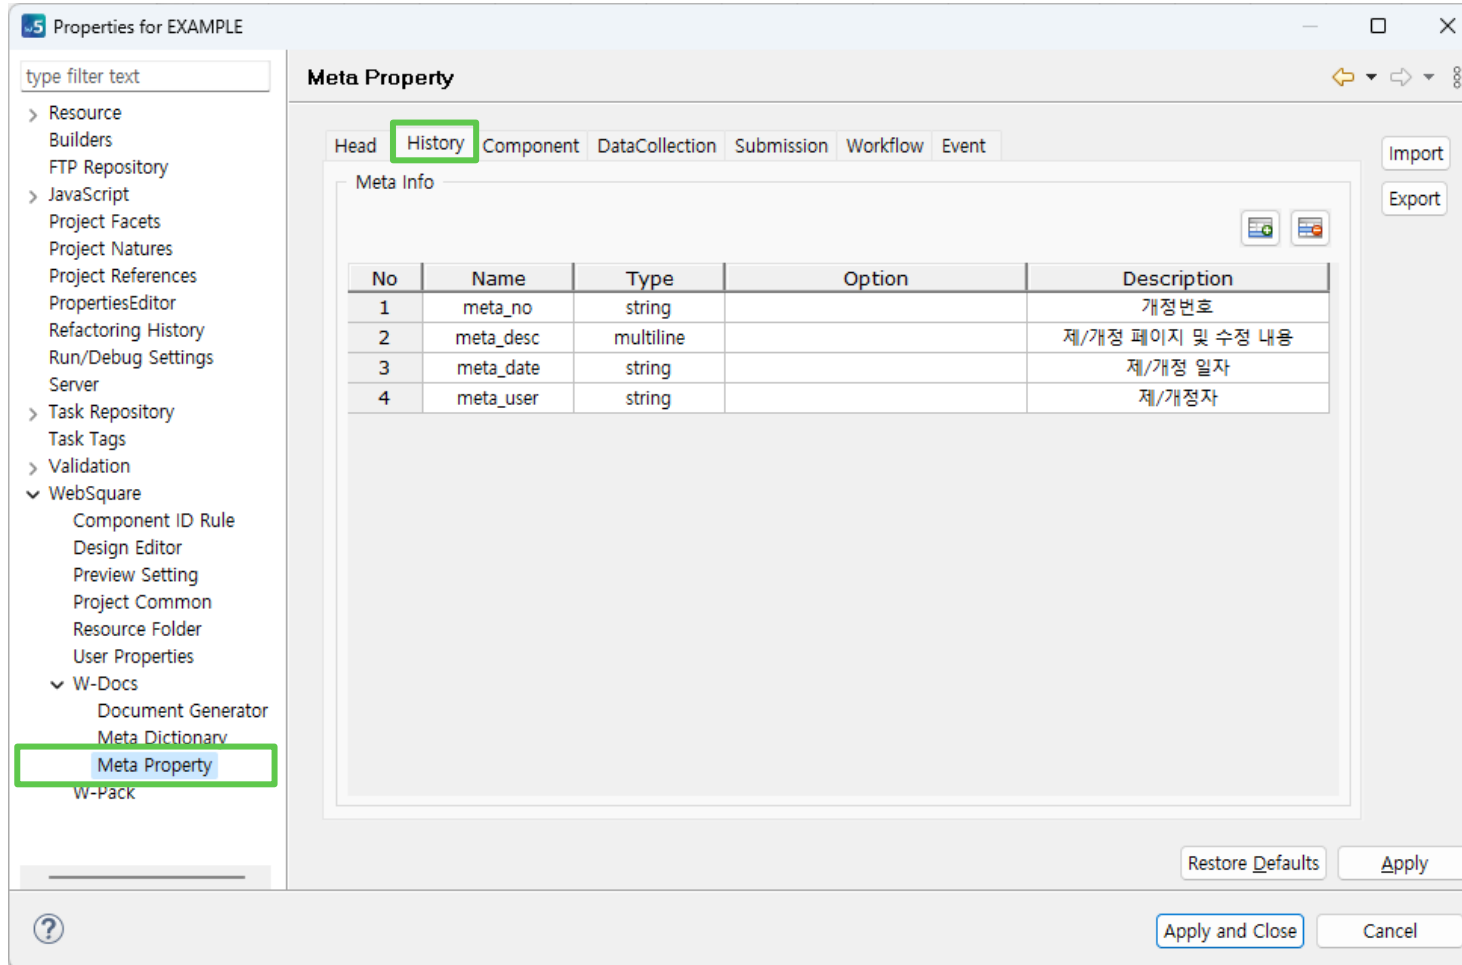 w5 Properties for EXAMPLE
type filter text
Resource
Builders
FTP Repository
JavaScript
Project Facets
Project Natures
Project References
PropertiesEditor
Refactoring History
Run/Debug Settings
Server
Task Repository
Task Tags
Validation
WebSquare
Component ID Rule
Design Editor
Preview Setting
Project Common
Resource Folder
User Properties
W-Docs
Document Generator
Meta Dictionary
Meta Property
W-Pack
Meta Property
Head History Component DataCollection Submission Workflow Event
Import
Export
Meta Info
No Name Type Option Description
1 meta_no string 개정번호
2 meta_desc multiline 제/개정 페이지 및 수정 내용
3 meta_date string 제/개정 일자
4 meta_user string 제/개정자
Restore Defaults Apply
? Apply and Close Cancel